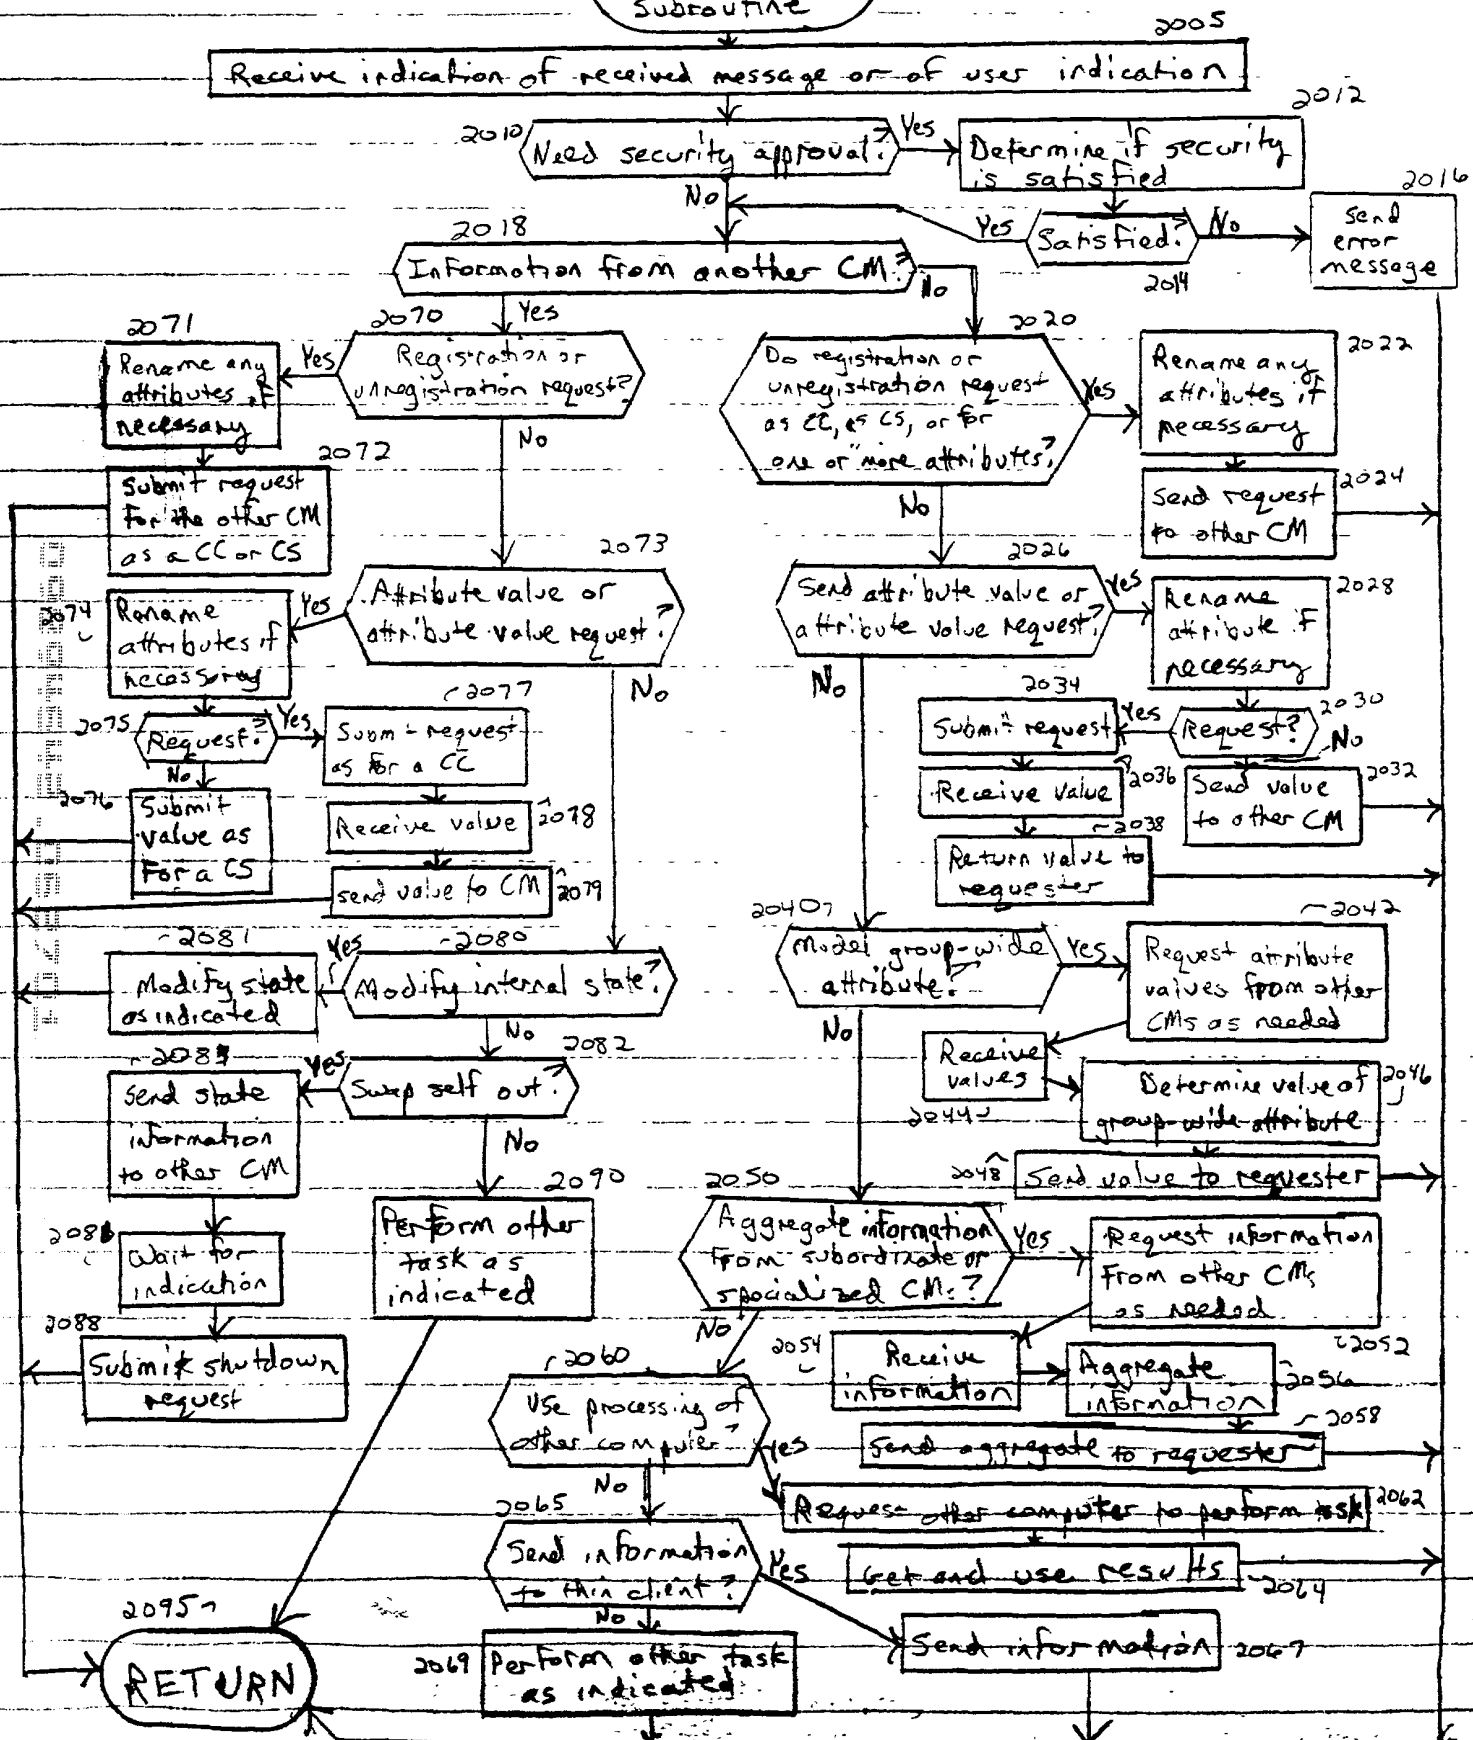 Subroutine
2005
Receive indication of received message or of user indication
2010
Need security approval?
Yes
No
2012
Determine if security
is satisfied
Satisfied?
Yes
No
2014
2016
Send
error
message
2018
Information from another CM?
Yes
No
2070
Registration or
unregistration request?
Yes
No
2071
Rename any
attributes if
necessary
2072
Submit request
for the other CM
as a CC or CS
2073
Attribute value or
attribute value request?
Yes
No
2074
Rename
attributes if
necessary
2075
Request?
Yes
No
2076
Submit
value as
for a CS
2077
Submit request
as for a CC
Receive value
2078
send value to CM
2079
2080
Modify internal state?
Yes
No
2081
Modify state
as indicated
2082
Swap self out?
Yes
No
Send state
information
to other CM
Wait for
indication
2088
Submit shutdown
request
2090
Perform other
task as
indicated
2020
Do registration or
unregistration request
as CC, as CS, or for
one or more attributes?
Yes
No
2022
Rename any
attributes if
necessary
2024
Send request
to other CM
2026
Send attribute value or
attribute value request?
Yes
No
2028
Rename
attribute if
necessary
2030
Request?
Yes
No
2032
Send value
to other CM
2034
Submit request
2036
Receive value
2038
Return value to
requester
2040
Model group-wide
attribute?
Yes
No
2042
Request attribute
values from other
CMs as needed
Receive
values
2044
Determine value of
group-wide attribute
2046
2048
Send value to requester
2050
Aggregate information
from subordinate or
specialized CMs?
Yes
No
Request information
from other CMs
as needed
2052
2054
Receive
information
Aggregate
information
2056
2058
Send aggregate to requester
2060
Use processing of
other computer?
Yes
No
Request other computer to perform task
2062
Get and use results
2064
2065
Send information
to thin client?
Yes
No
Send information
2067
2069
Perform other task
as indicated
2095
RETURN